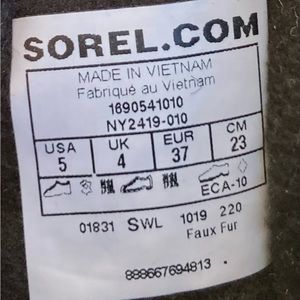 SOREL.COM
MADE IN VIETNAM
Fabriqué au Vietnam
1690541010
NY2419-010
USA UK EUR CM
5 4 37 23
ECA-10
01831 SWL 1019 220
Faux Fur
888667694813